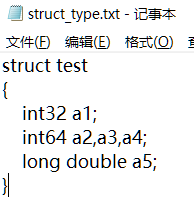 struct_type.txt - 记事本
文件(F) 编辑(E) 格式(O)
struct test
{
int32 a1;
int64 a2,a3,a4;
long double a5;
}